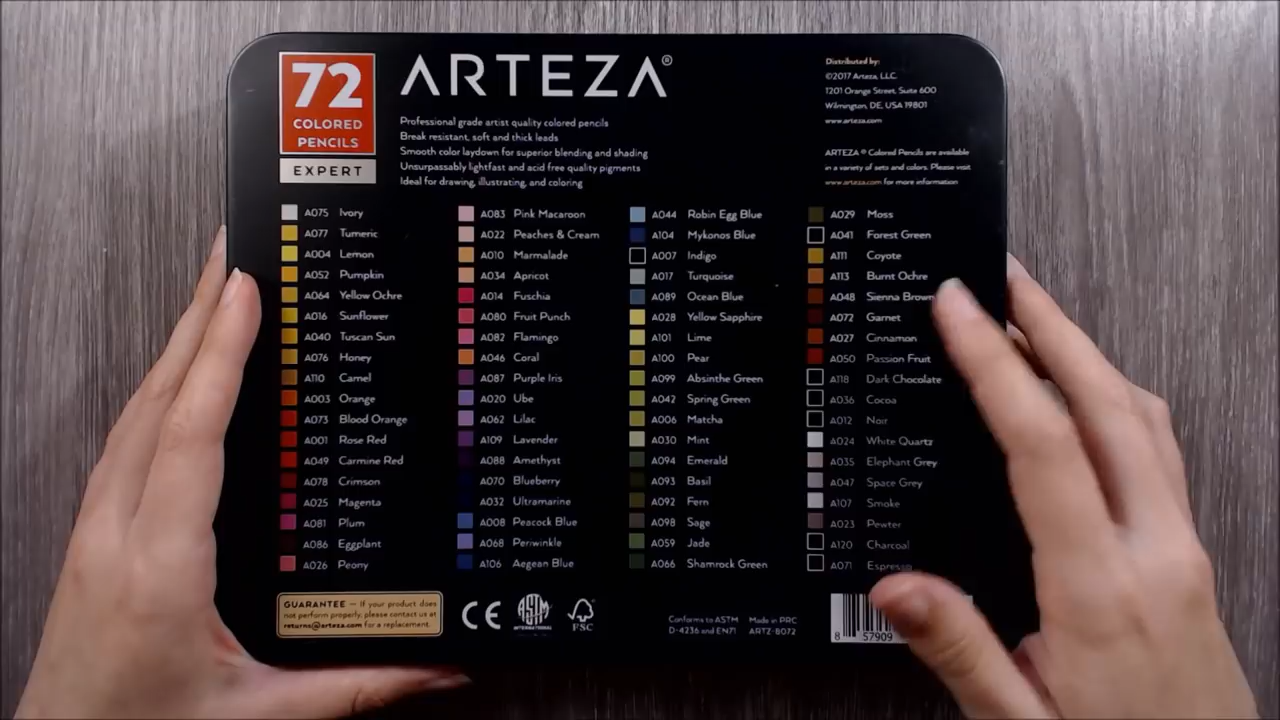 72
COLORED
PENCILS
EXPERT
ARTEZA®
Professional grade artist quality colored pencils
Break resistant, soft and thick leads
Smooth color laydown for superior blending and shading
Unsurpassably lightfast and acid free quality pigments
Ideal for drawing, illustrating, and coloring
Distributed by:
©2017 Arteza, LLC.
1201 Orange Street, Suite 600
Wilmington, DE, USA 19801
www.arteza.com
ARTEZA ® Colored Pencils are available
in a variety of sets and colors. Please visit
www.arteza.com for more information
A075 Ivory
A077 Tumeric
A004 Lemon
A052 Pumpkin
A064 Yellow Ochre
A016 Sunflower
A040 Tuscan Sun
A076 Honey
A110 Camel
A003 Orange
A073 Blood Orange
A001 Rose Red
A049 Carmine Red
A078 Crimson
A025 Magenta
A081 Plum
A086 Eggplant
A026 Peony
A083 Pink Macaroon
A022 Peaches & Cream
A010 Marmalade
A034 Apricot
A014 Fuschia
A080 Fruit Punch
A082 Flamingo
A046 Coral
A087 Purple Iris
A020 Ube
A062 Lilac
A109 Lavender
A088 Amethyst
A070 Blueberry
A032 Ultramarine
A008 Peacock Blue
A068 Periwinkle
A106 Aegean Blue
A044 Robin Egg Blue
A104 Mykonos Blue
A007 Indigo
A017 Turquoise
A089 Ocean Blue
A028 Yellow Sapphire
A101 Lime
A100 Pear
A099 Absinthe Green
A042 Spring Green
A006 Matcha
A030 Mint
A094 Emerald
A093 Basil
A092 Fern
A098 Sage
A059 Jade
A066 Shamrock Green
A029 Moss
A041 Forest Green
A111 Coyote
A113 Burnt Ochre
A048 Sienna Brown
A072 Garnet
A027 Cinnamon
A050 Passion Fruit
A118 Dark Chocolate
A036 Cocoa
A012 Noir
A024 White Quartz
A035 Elephant Grey
A047 Space Grey
A107 Smoke
A023 Pewter
A120 Charcoal
A071 Espresso
GUARANTEE — If your product does
not perform properly, please contact us at
returns@arteza.com for a replacement.
CE
ASTM
INTERNATIONAL
FSC
Conforms to ASTM
D-4236 and EN71
Made in PRC
ARTZ-8072
8 57909